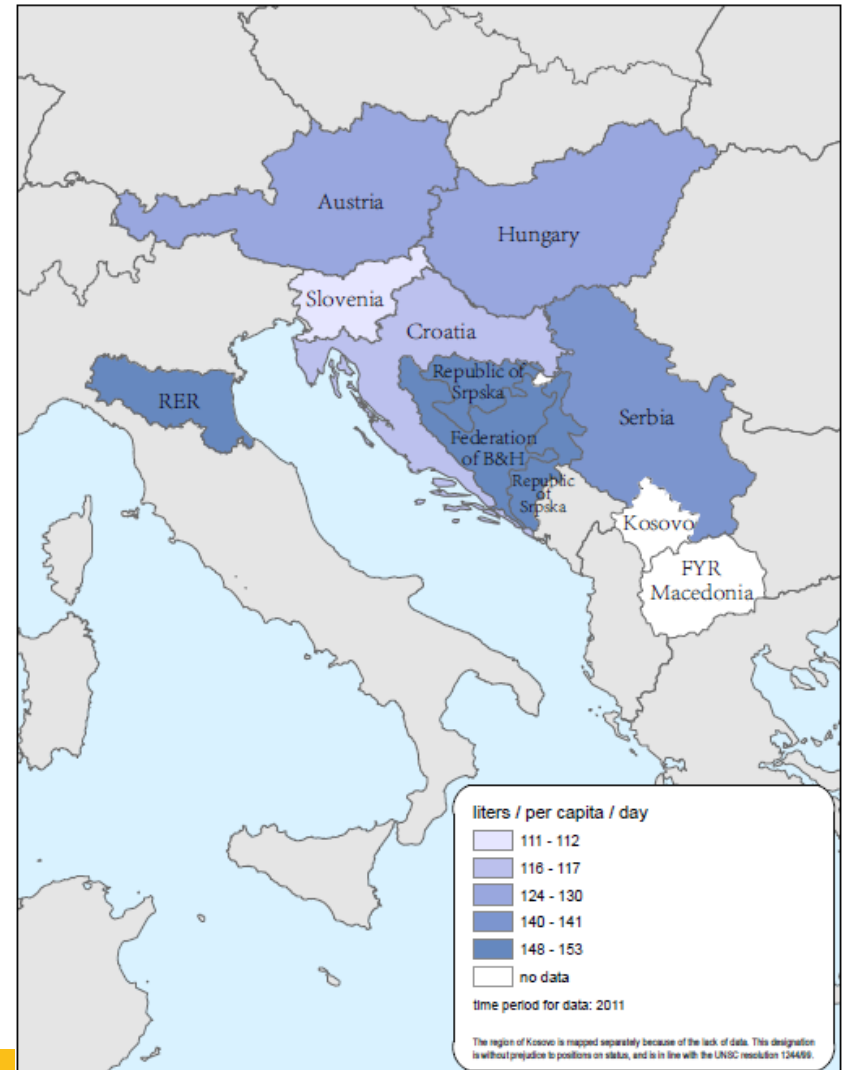 Austria
Hungary
Slovenia
Croatia
Republic of
Srpska
RER
Serbia
Federation
of B&H
Republic
of
Srpska
Kosovo
FYR
Macedonia
liters / per capita / day
111 - 112
116 - 117
124 - 130
140 - 141
148 - 153
no data
time period for data: 2011
The region of Kosovo is mapped separately because of the lack of data. This designation
is without prejudice to positions on status, and is in line with the UNSC resolution 1244/99.